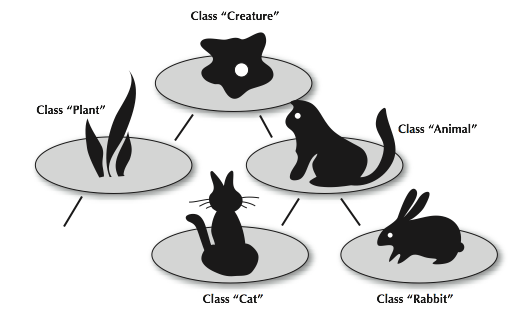 Class “Creature”
Class “Plant”
Class “Animal”
Class “Cat”
Class “Rabbit”